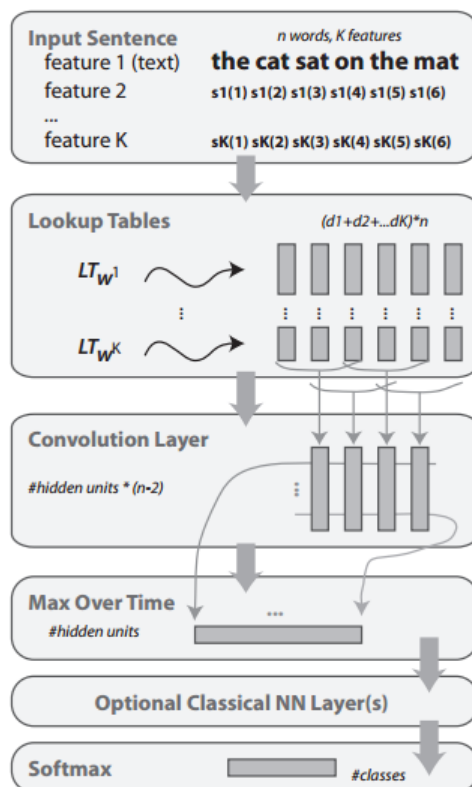 Input Sentence
n words, K features
feature 1 (text) the cat sat on the mat
feature 2 s1(1) s1(2) s1(3) s1(4) s1(5) s1(6)
...
feature K sK(1) sK(2) sK(3) sK(4) sK(5) sK(6)
Lookup Tables
(d1+d2+...dK)*n
LTw1
⋮ ⋮ ⋮ ⋮ ⋮ ⋮ ⋮
LTwK
Convolution Layer
#hidden units * (n-2)
⋮
Max Over Time
...
#hidden units
Optional Classical NN Layer(s)
Softmax
#classes